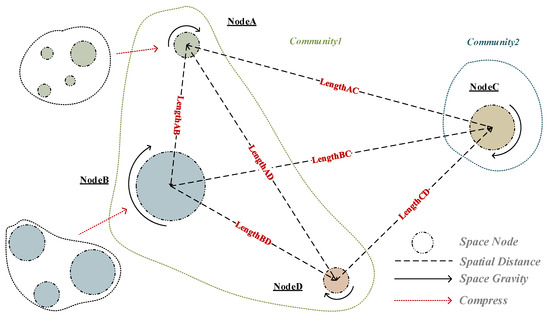 NodeA
Community1
Community2
NodeC
LengthAC
LengthAB
LengthBC
LengthAD
NodeB
LengthCD
LengthBD
NodeD
Space Node
Spatial Distance
Space Gravity
Compress